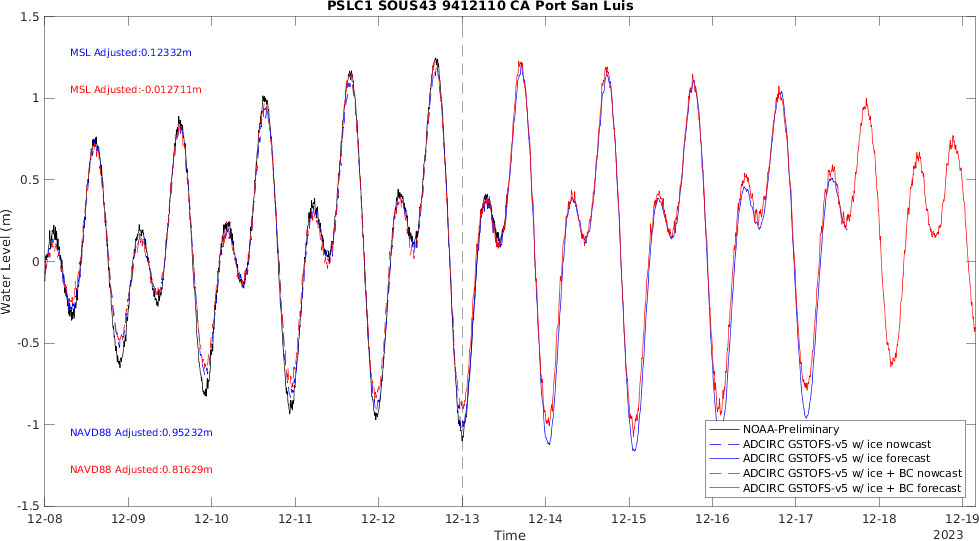 PSLC1 SOUS43 9412110 CA Port San Luis
1.5
MSL Adjusted:0.12332m
MSL Adjusted:-0.012711m
1
0.5
0
-0.5
-1
-1.5
Water Level (m)
NAVD88 Adjusted:0.95232m
NAVD88 Adjusted:0.81629m
NOAA-Preliminary
ADCIRC GSTOFS-v5 w/ ice nowcast
ADCIRC GSTOFS-v5 w/ ice forecast
ADCIRC GSTOFS-v5 w/ ice + BC nowcast
ADCIRC GSTOFS-v5 w/ ice + BC forecast
12-08 12-09 12-10 12-11 12-12 12-13 12-14 12-15 12-16 12-17 12-18 12-19
Time
2023